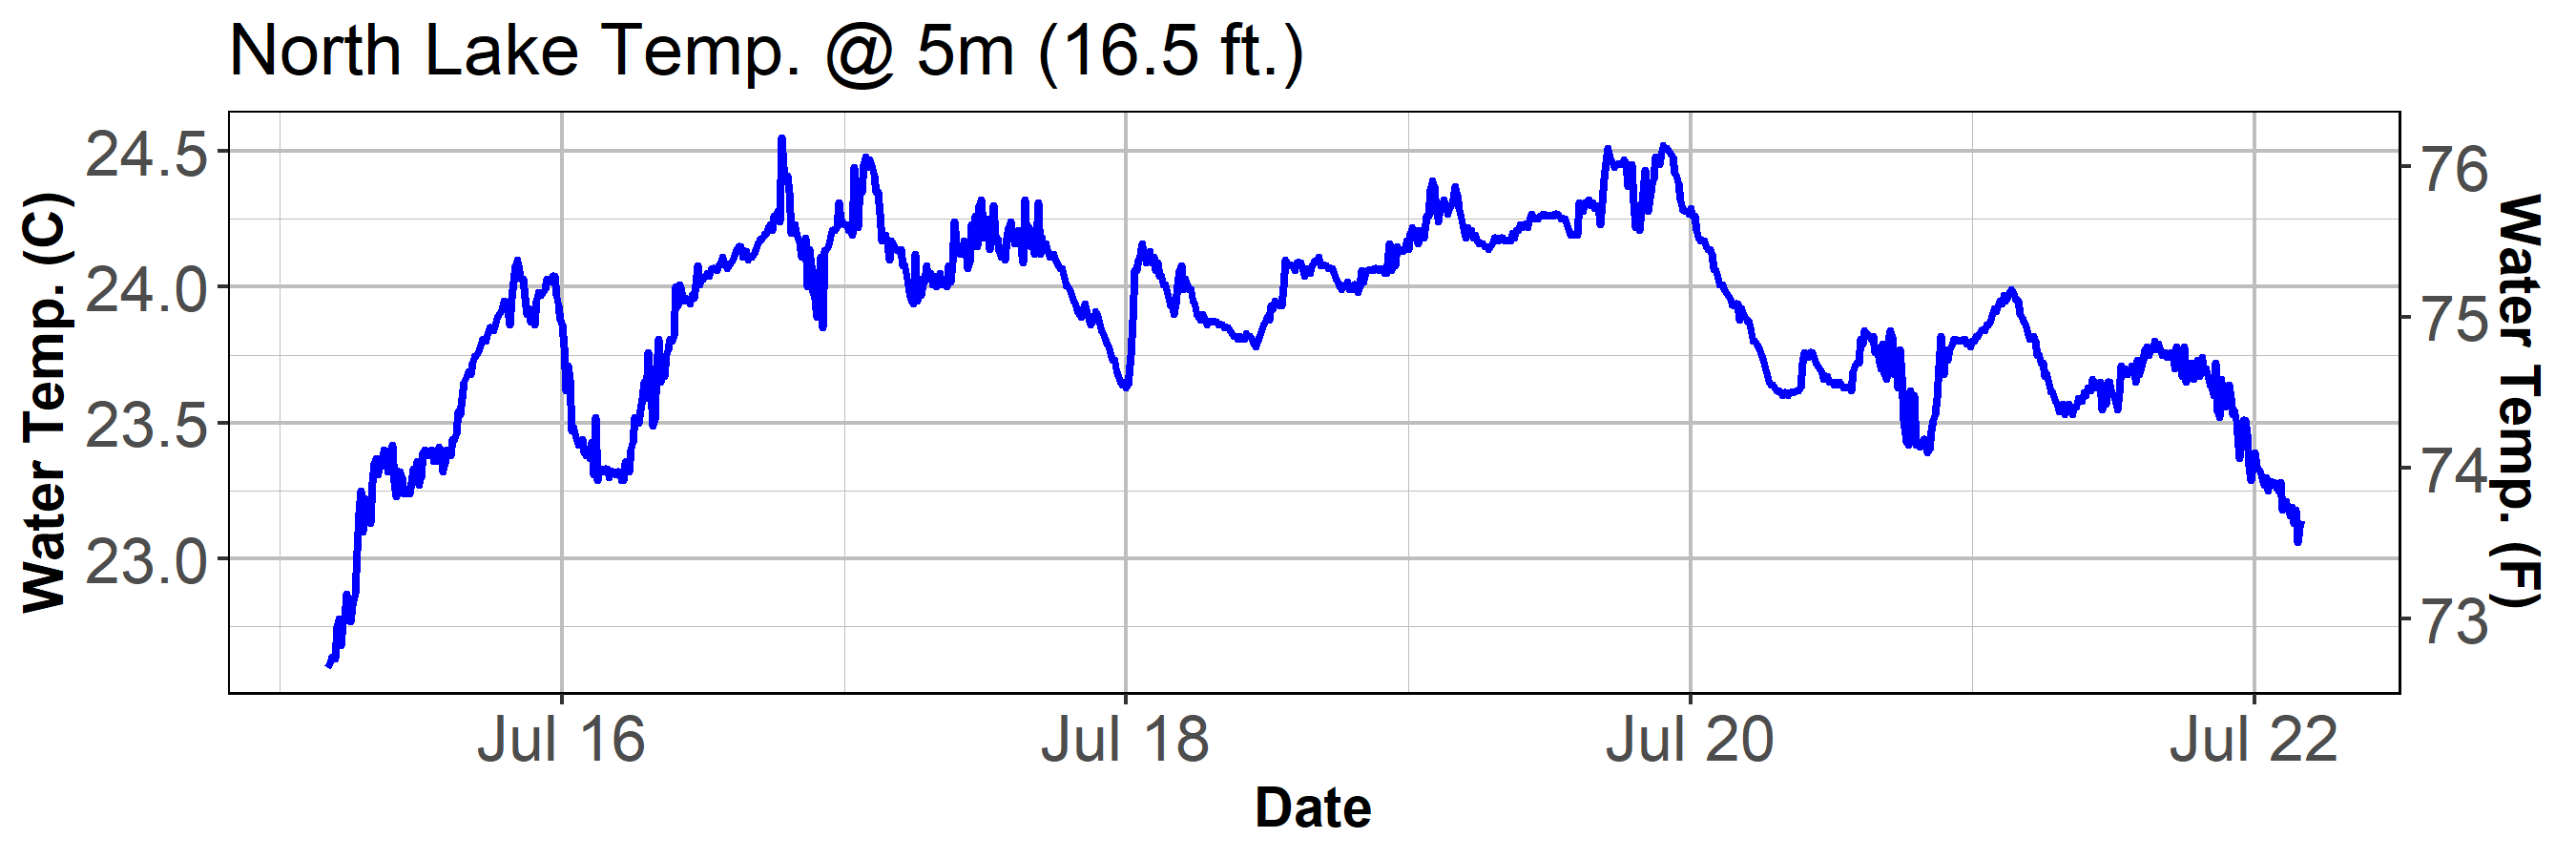 North Lake Temp. @ 5m (16.5 ft.)
Water Temp. (C)
24.5
24.0
23.5
23.0
76
75
74
73
Water Temp. (F)
Jul 16 Jul 18 Jul 20 Jul 22
Date